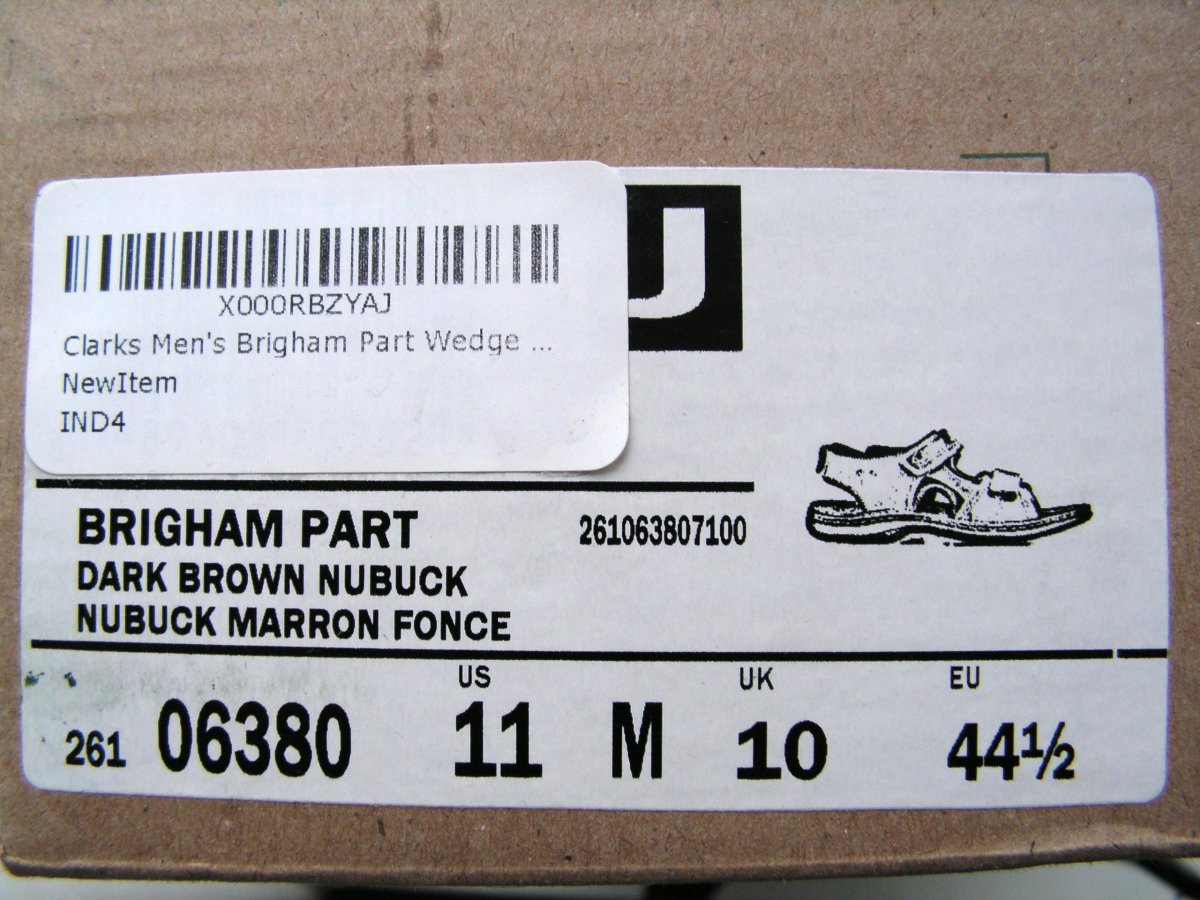 X000RBZYAJ
Clarks Men's Brigham Part Wedge ...
NewItem
IND4
J
BRIGHAM PART 261063807100
DARK BROWN NUBUCK
NUBUCK MARRON FONCE
US UK EU
261 06380 11 M 10 44½